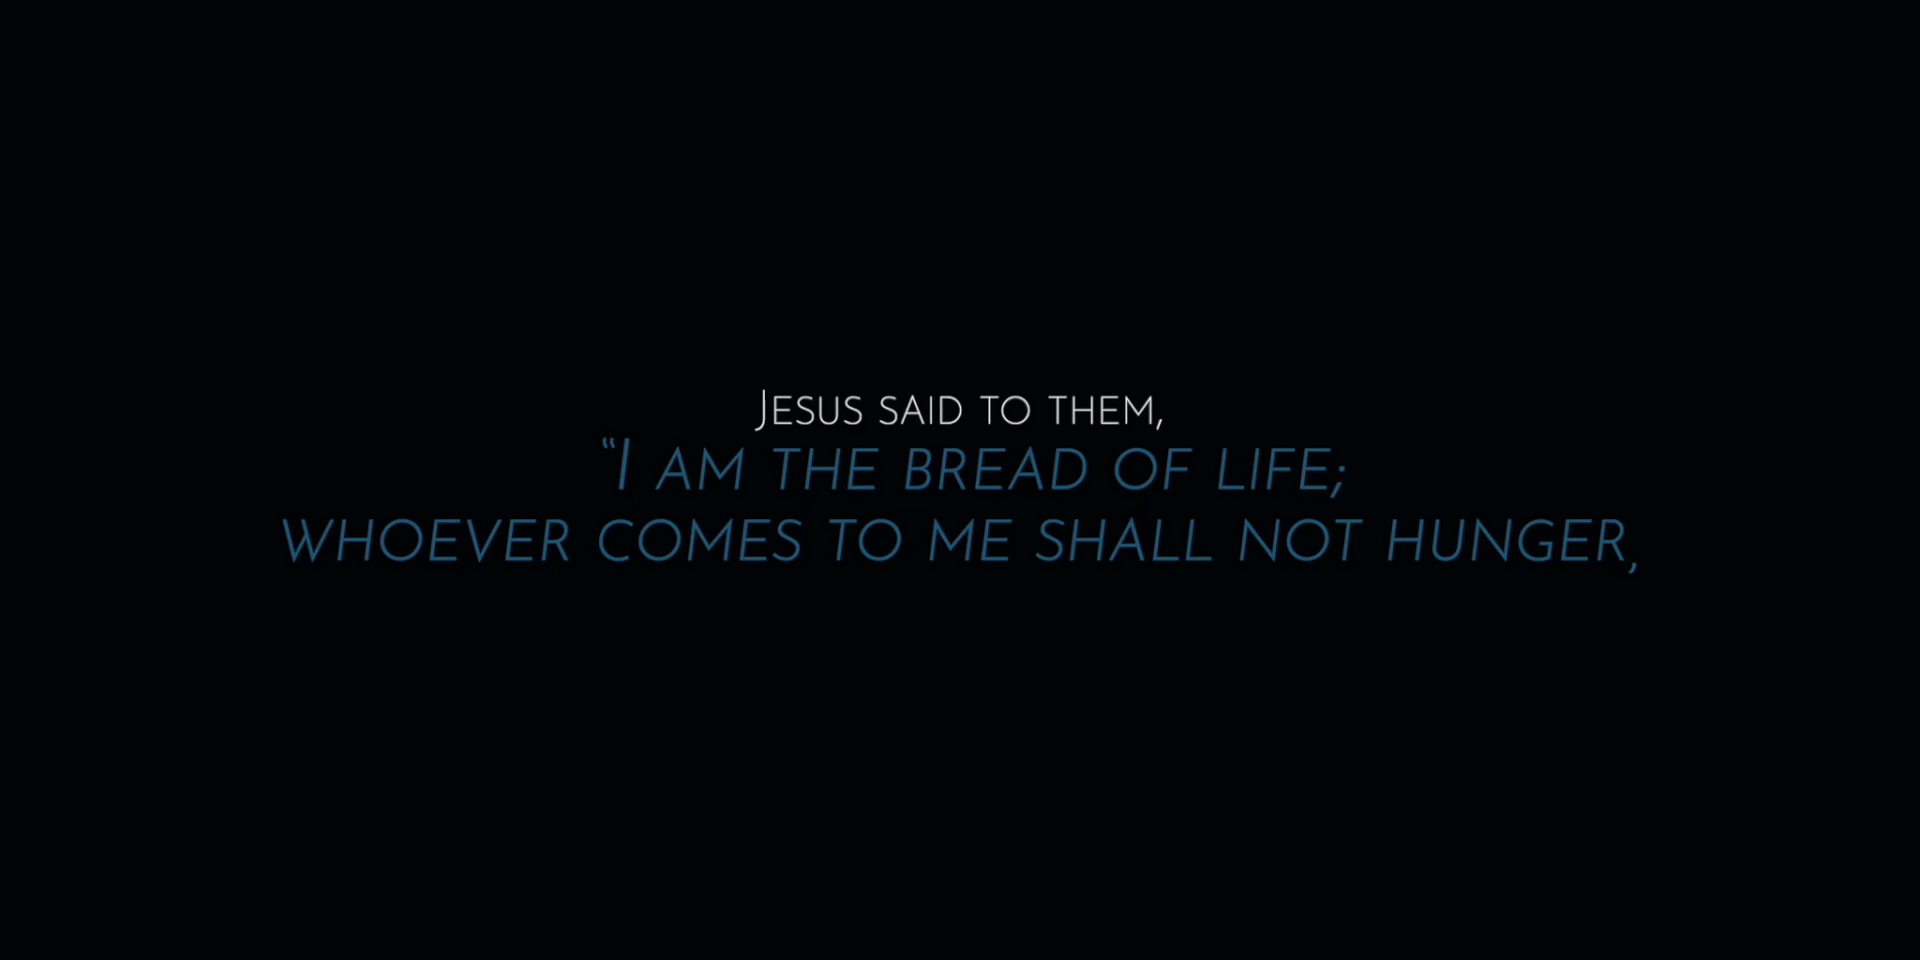 Jesus said to them,
“I am the bread of life;
whoever comes to me shall not hunger,